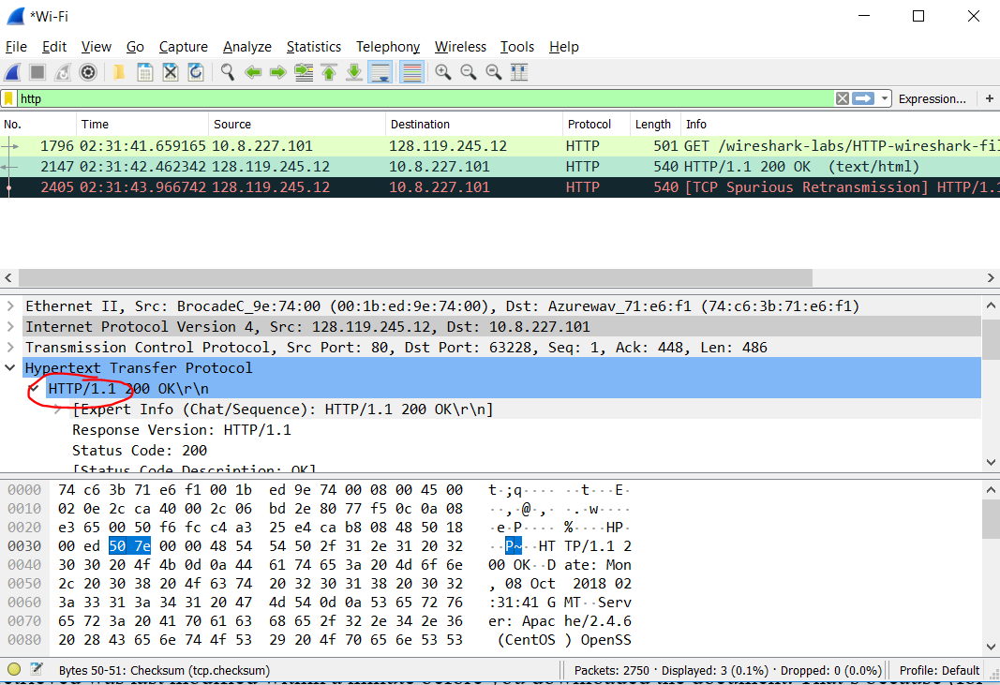 *Wi-Fi
File Edit View Go Capture Analyze Statistics Telephony Wireless Tools Help
http Expression... +
No. Time Source Destination Protocol Length Info
1796 02:31:41.659165 10.8.227.101 128.119.245.12 HTTP 501 GET /wireshark-labs/HTTP-wireshark-fil
2147 02:31:42.462342 128.119.245.12 10.8.227.101 HTTP 540 HTTP/1.1 200 OK (text/html)
2405 02:31:43.966742 128.119.245.12 10.8.227.101 HTTP 540 [TCP Spurious Retransmission] HTTP/1.1
Ethernet II, Src: BrocadeC_9e:74:00 (00:1b:ed:9e:74:00), Dst: Azurewav_71:e6:f1 (74:c6:3b:71:e6:f1)
Internet Protocol Version 4, Src: 128.119.245.12, Dst: 10.8.227.101
Transmission Control Protocol, Src Port: 80, Dst Port: 63228, Seq: 1, Ack: 448, Len: 486
Hypertext Transfer Protocol
HTTP/1.1 200 OK\r\n
[Expert Info (Chat/Sequence): HTTP/1.1 200 OK\r\n]
Response Version: HTTP/1.1
Status Code: 200
[Status Code Description: OK]
0000 74 c6 3b 71 e6 f1 00 1b ed 9e 74 00 08 00 45 00 t·;q···· ··t···E·
0010 02 0e 2c ca 40 00 2c 06 bd 2e 80 77 f5 0c 0a 08 ··,·@·,· ·.·w····
0020 e3 65 00 50 f6 fc c4 a3 25 e4 ca b8 08 48 50 18 ·e·P···· %····HP·
0030 00 ed 50 7e 00 00 48 54 54 50 2f 31 2e 31 20 32 ··P~··HT TP/1.1 2
0040 30 30 20 4f 4b 0d 0a 44 61 74 65 3a 20 4d 6f 6e 00 OK··D ate: Mon
0050 2c 20 30 38 20 4f 63 74 20 32 30 31 38 20 30 32 , 08 Oct 2018 02
0060 3a 33 31 3a 34 31 20 47 4d 54 0d 0a 53 65 72 76 :31:41 G MT··Serv
0070 65 72 3a 20 41 70 61 63 68 65 2f 32 2e 34 2e 36 er: Apac he/2.4.6
0080 20 28 43 65 6e 74 4f 53 29 20 4f 70 65 6e 53 53 (CentOS ) OpenSS
Bytes 50-51: Checksum (tcp.checksum) Packets: 2750 · Displayed: 3 (0.1%) · Dropped: 0 (0.0%) Profile: Default